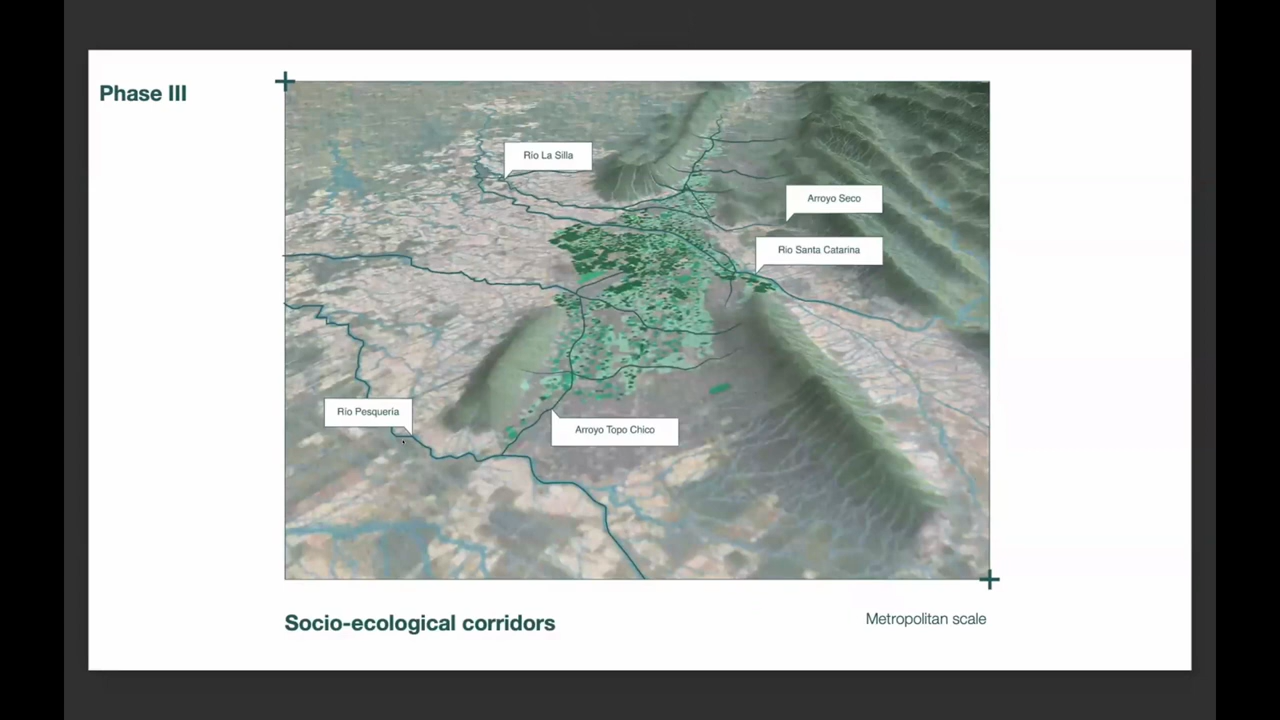 Phase III
Río La Silla
Arroyo Seco
Rio Santa Catarina
Río Pesquería
Arroyo Topo Chico
Socio-ecological corridors
Metropolitan scale